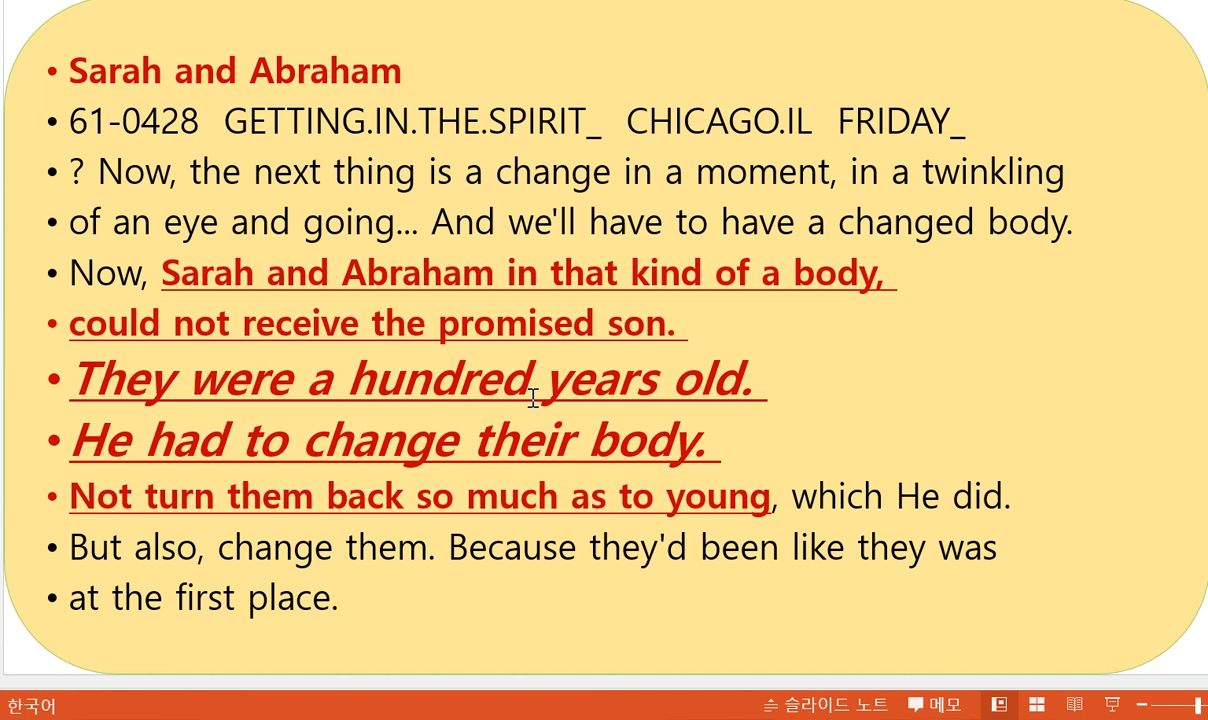 • Sarah and Abraham
• 61-0428 GETTING.IN.THE.SPIRIT_ CHICAGO.IL FRIDAY_
• ? Now, the next thing is a change in a moment, in a twinkling
• of an eye and going... And we'll have to have a changed body.
• Now, Sarah and Abraham in that kind of a body,
• could not receive the promised son.
• They were a hundred years old.
• He had to change their body.
• Not turn them back so much as to young, which He did.
• But also, change them. Because they'd been like they was
• at the first place.
한국어 슬라이드 노트 메모